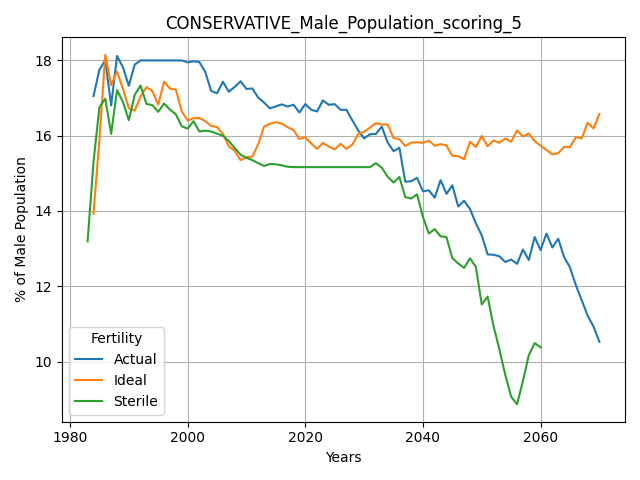 CONSERVATIVE_Male_Population_scoring_5
% of Male Population
18
16
14
12
10
Fertility
Actual
Ideal
Sterile
1980
2000
2020
2040
2060
Years